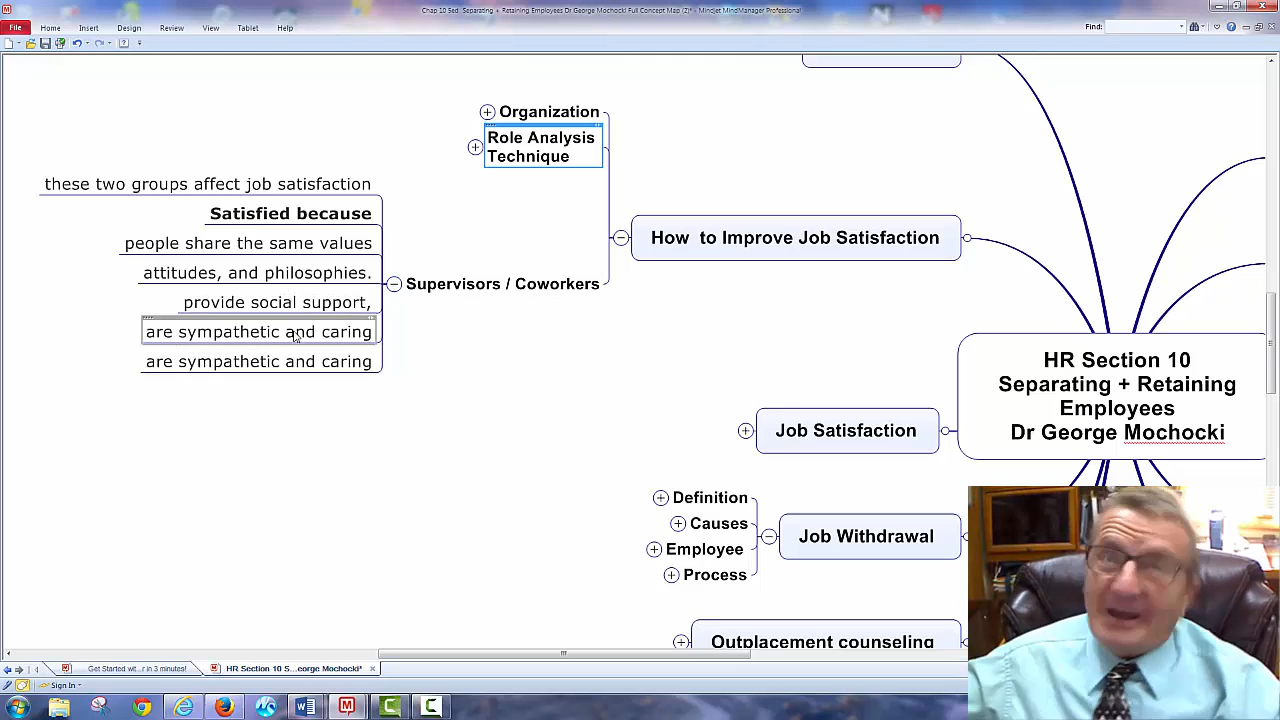 Chap 10 Sed Separating + Retaining Employees Dr George Mochocki Full Concept Map (2)* - Mindjet MindManager Professional
File Home Insert Design Review View Tablet Help
Find:
Organization
Role Analysis
Technique
these two groups affect job satisfaction
Satisfied because
people share the same values
attitudes, and philosophies.
provide social support,
are sympathetic and caring
are sympathetic and caring
Supervisors / Coworkers
How to Improve Job Satisfaction
HR Section 10
Separating + Retaining
Employees
Dr George Mochocki
Job Satisfaction
Definition
Causes
Employee
Process
Job Withdrawal
Outplacement counseling
Get Started wit...r in 3 minutes!
HR Section 10 S...eorge Mochocki*
Sign In